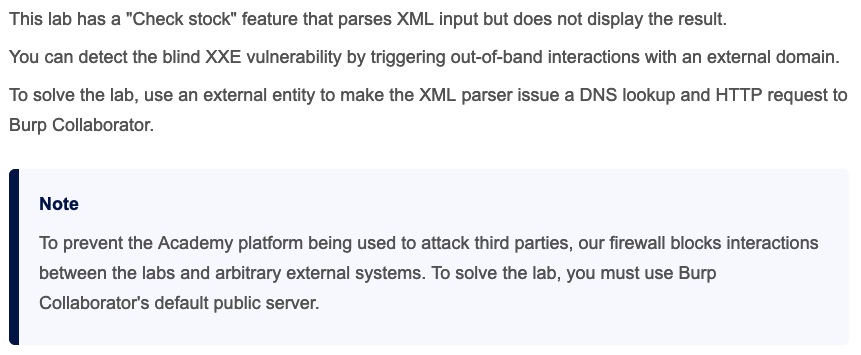 This lab has a "Check stock" feature that parses XML input but does not display the result.
You can detect the blind XXE vulnerability by triggering out-of-band interactions with an external domain.
To solve the lab, use an external entity to make the XML parser issue a DNS lookup and HTTP request to
Burp Collaborator.
Note
To prevent the Academy platform being used to attack third parties, our firewall blocks interactions
between the labs and arbitrary external systems. To solve the lab, you must use Burp
Collaborator's default public server.